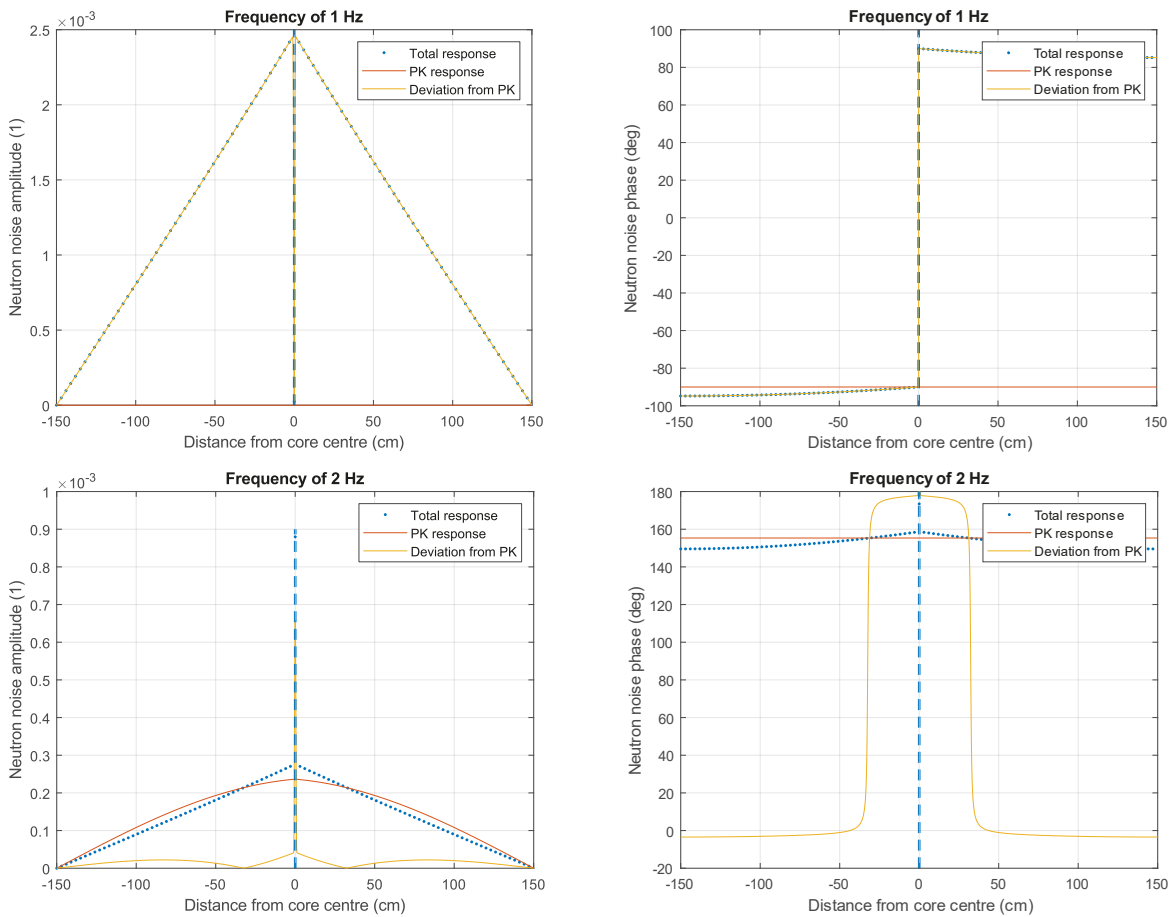 Frequency of 1 Hz
×10⁻³
2.5
2
1.5
1
0.5
0
-150 -100 -50 0 50 100 150
Neutron noise amplitude (1)
Distance from core centre (cm)
Total response
PK response
Deviation from PK
Frequency of 1 Hz
100
80
60
40
20
0
-20
-40
-60
-80
-100
-150 -100 -50 0 50 100 150
Neutron noise phase (deg)
Distance from core centre (cm)
Total response
PK response
Deviation from PK
Frequency of 2 Hz
×10⁻³
1
0.9
0.8
0.7
0.6
0.5
0.4
0.3
0.2
0.1
0
-150 -100 -50 0 50 100 150
Neutron noise amplitude (1)
Distance from core centre (cm)
Total response
PK response
Deviation from PK
Frequency of 2 Hz
180
160
140
120
100
80
60
40
20
0
-20
-150 -100 -50 0 50 100 150
Neutron noise phase (deg)
Distance from core centre (cm)
Total response
PK response
Deviation from PK